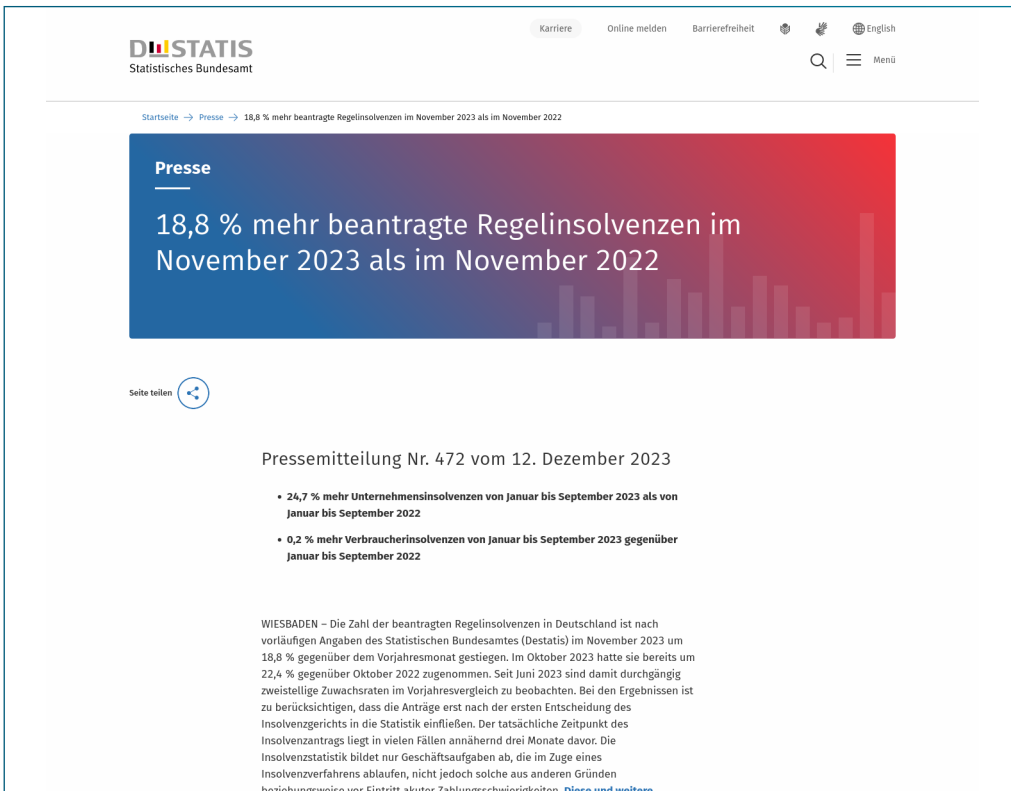 Karriere Online melden Barrierefreiheit English
DESTATIS
Statistisches Bundesamt
Menü
Startseite → Presse → 18,8 % mehr beantragte Regelinsolvenzen im November 2023 als im November 2022
Presse
18,8 % mehr beantragte Regelinsolvenzen im
November 2023 als im November 2022
Seite teilen
Pressemitteilung Nr. 472 vom 12. Dezember 2023
• 24,7 % mehr Unternehmensinsolvenzen von Januar bis September 2023 als von
Januar bis September 2022
• 0,2 % mehr Verbraucherinsolvenzen von Januar bis September 2023 gegenüber
Januar bis September 2022
WIESBADEN – Die Zahl der beantragten Regelinsolvenzen in Deutschland ist nach
vorläufigen Angaben des Statistischen Bundesamtes (Destatis) im November 2023 um
18,8 % gegenüber dem Vorjahresmonat gestiegen. Im Oktober 2023 hatte sie bereits um
22,4 % gegenüber Oktober 2022 zugenommen. Seit Juni 2023 sind damit durchgängig
zweistellige Zuwachsraten im Vorjahresvergleich zu beobachten. Bei den Ergebnissen ist
zu berücksichtigen, dass die Anträge erst nach der ersten Entscheidung des
Insolvenzgerichts in die Statistik einfließen. Der tatsächliche Zeitpunkt des
Insolvenzantrags liegt in vielen Fällen annähernd drei Monate davor. Die
Insolvenzstatistik bildet nur Geschäftsaufgaben ab, die im Zuge eines
Insolvenzverfahrens ablaufen, nicht jedoch solche aus anderen Gründen
beziehungsweise vor Eintritt akuter Zahlungsschwierigkeiten. Diese und weitere